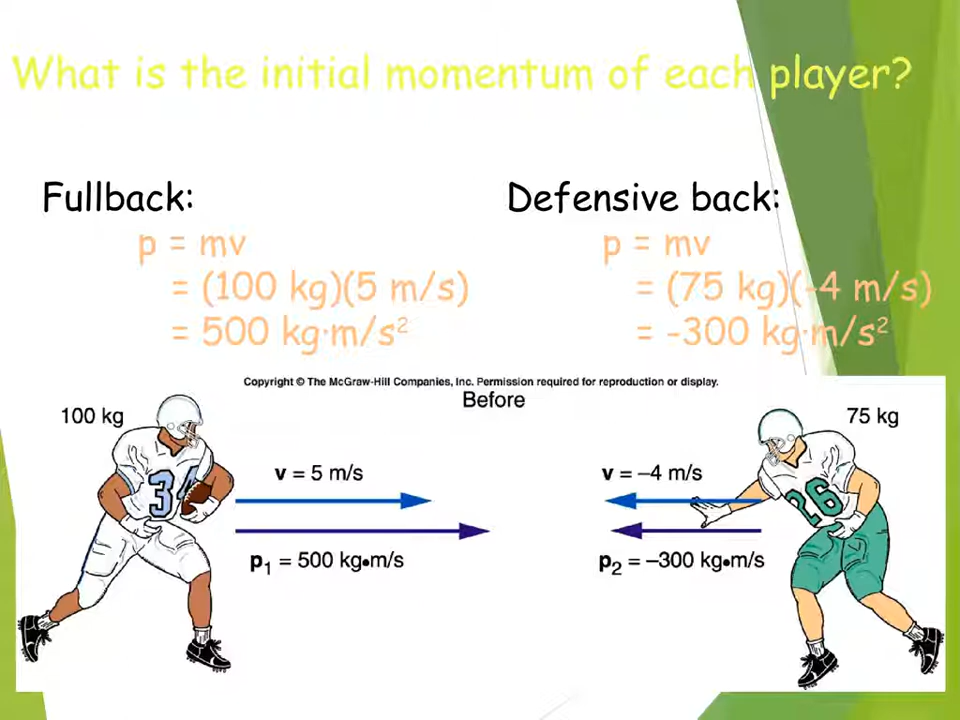 What is the initial momentum of each player?
Fullback:
p = mv
= (100 kg)(5 m/s)
= 500 kg·m/s²
Defensive back:
p = mv
= (75 kg)(-4 m/s)
= -300 kg·m/s²
Copyright © The McGraw-Hill Companies, Inc. Permission required for reproduction or display.
Before
100 kg
75 kg
v = 5 m/s
v = –4 m/s
34
26
p₁ = 500 kg•m/s
p₂ = –300 kg•m/s